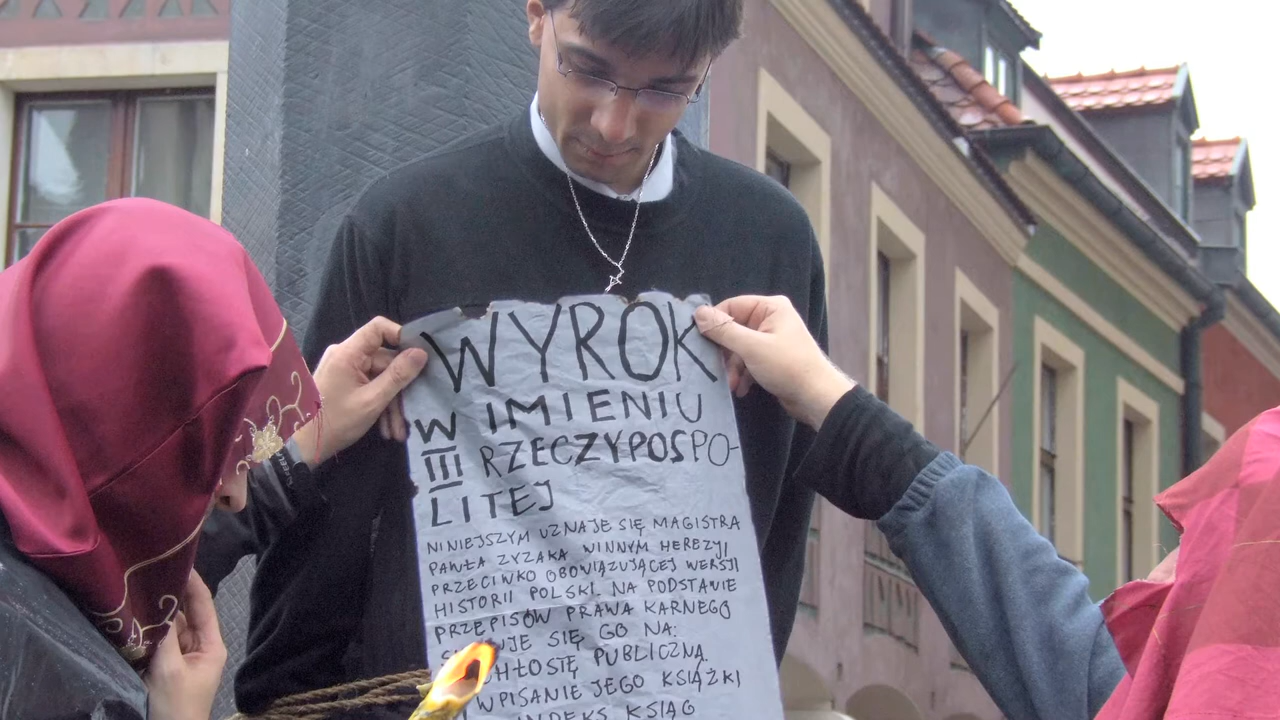 WYROK
W IMIENIU
III RZECZYPOSPO-
LITEJ
NINIEJSZYM UZNAJE SIĘ MAGISTRA
PAWŁA ZYZAKA WINNYM HEREZJI
PRZECIWKO OBOWIĄZUJĄCEJ WERSJI
HISTORII POLSKI. NA PODSTAWIE
PRZEPISÓW PRAWA KARNEGO
SIĘ GO NA:
CHŁOSTĘ PUBLICZNĄ
WPISANIE JEGO KSIĄŻKI
INDEKS KSIĄG